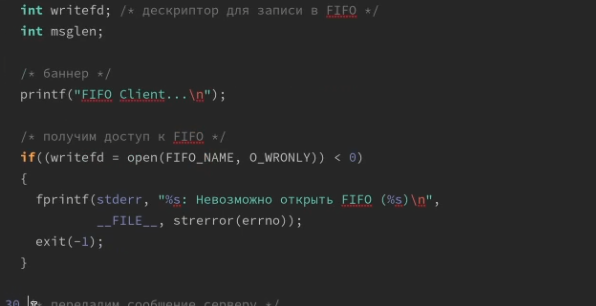 int writefd; /* дескриптор для записи в FIFO */
int msglen;
/* баннер */
printf("FIFO Client...\n");
/* получим доступ к FIFO */
if((writefd = open(FIFO_NAME, O_WRONLY)) < 0)
{
fprintf(stderr, "%s: Невозможно открыть FIFO (%s)\n",
__FILE__, strerror(errno));
exit(-1);
}
30 /* передадим сообщение серверу */